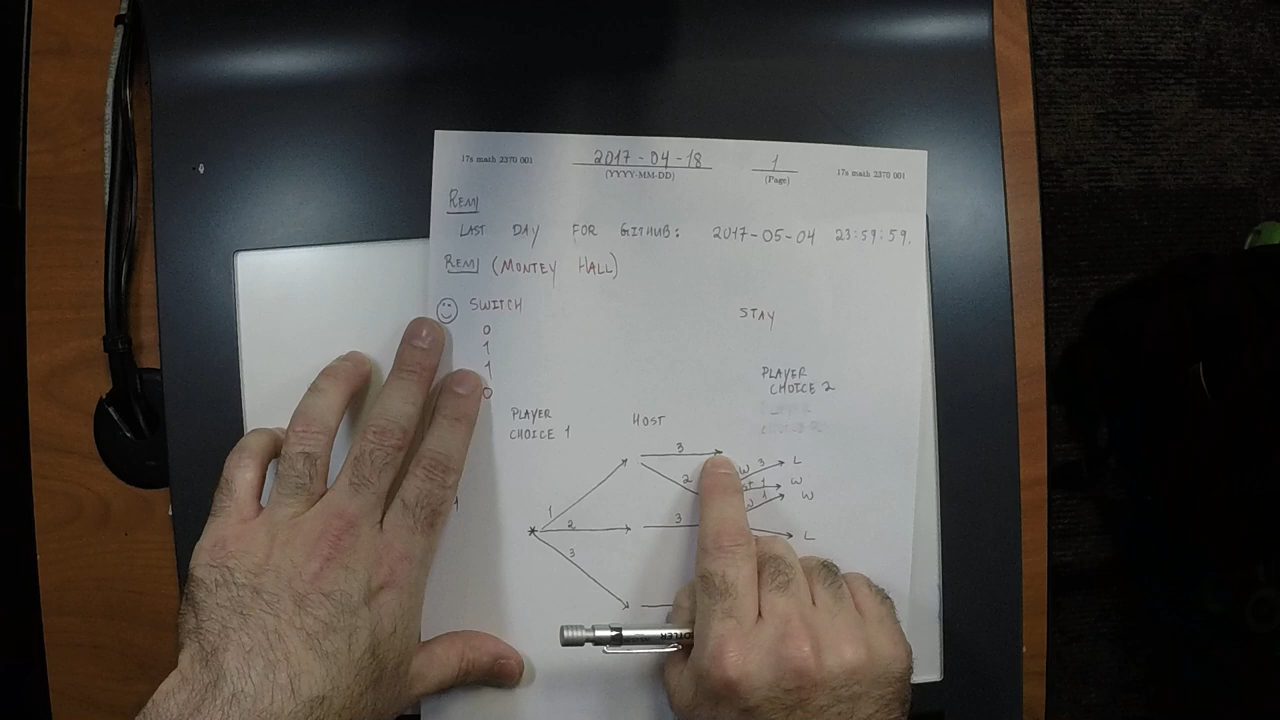 17s math 2370 001 2017-04-18 1 17s math 2370 001
(YYYY-MM-DD) (Page)
REM
LAST DAY FOR GITHUB: 2017-05-04 23:59:59.
REM (MONTEY HALL)
SWITCH STAY
0
1
1
0
PLAYER
CHOICE 2
PLAYER HOST
CHOICE 1
3
W 3 L
2
1 W
1 W
1
2
3
L
3